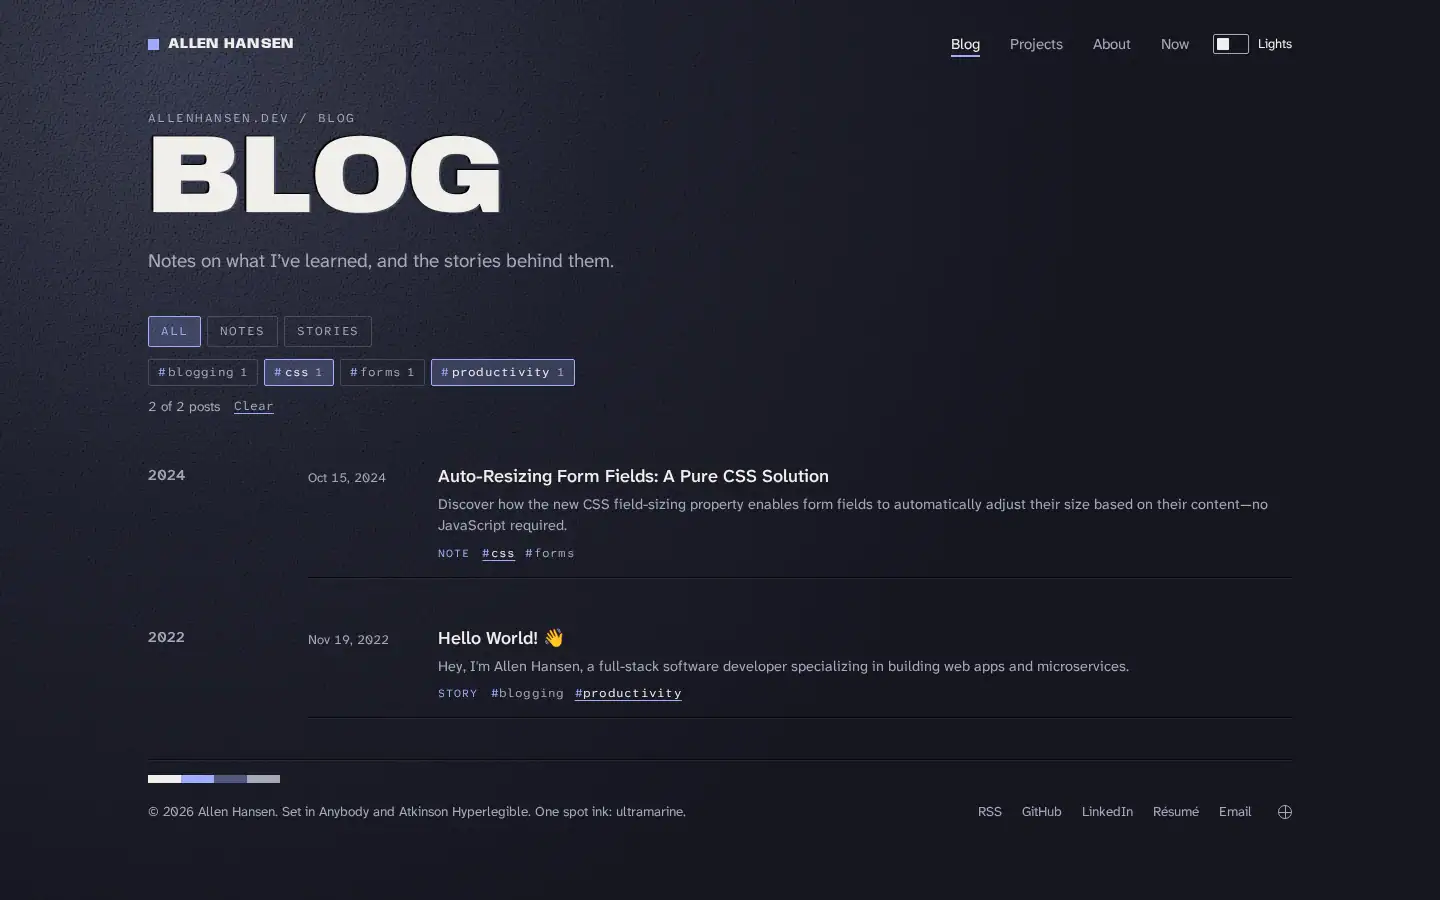 ALLEN HANSEN
Blog Projects About Now Lights
ALLENHANSEN.DEV / BLOG
BLOG
Notes on what I’ve learned, and the stories behind them.
ALL NOTES STORIES
#blogging 1 #css 1 #forms 1 #productivity 1
2 of 2 posts Clear
2024
Oct 15, 2024
Auto-Resizing Form Fields: A Pure CSS Solution
Discover how the new CSS field-sizing property enables form fields to automatically adjust their size based on their content—no
JavaScript required.
NOTE #css #forms
2022
Nov 19, 2022
Hello World! 👋
Hey, I'm Allen Hansen, a full-stack software developer specializing in building web apps and microservices.
STORY #blogging #productivity
© 2026 Allen Hansen. Set in Anybody and Atkinson Hyperlegible. One spot ink: ultramarine.
RSS GitHub LinkedIn Résumé Email